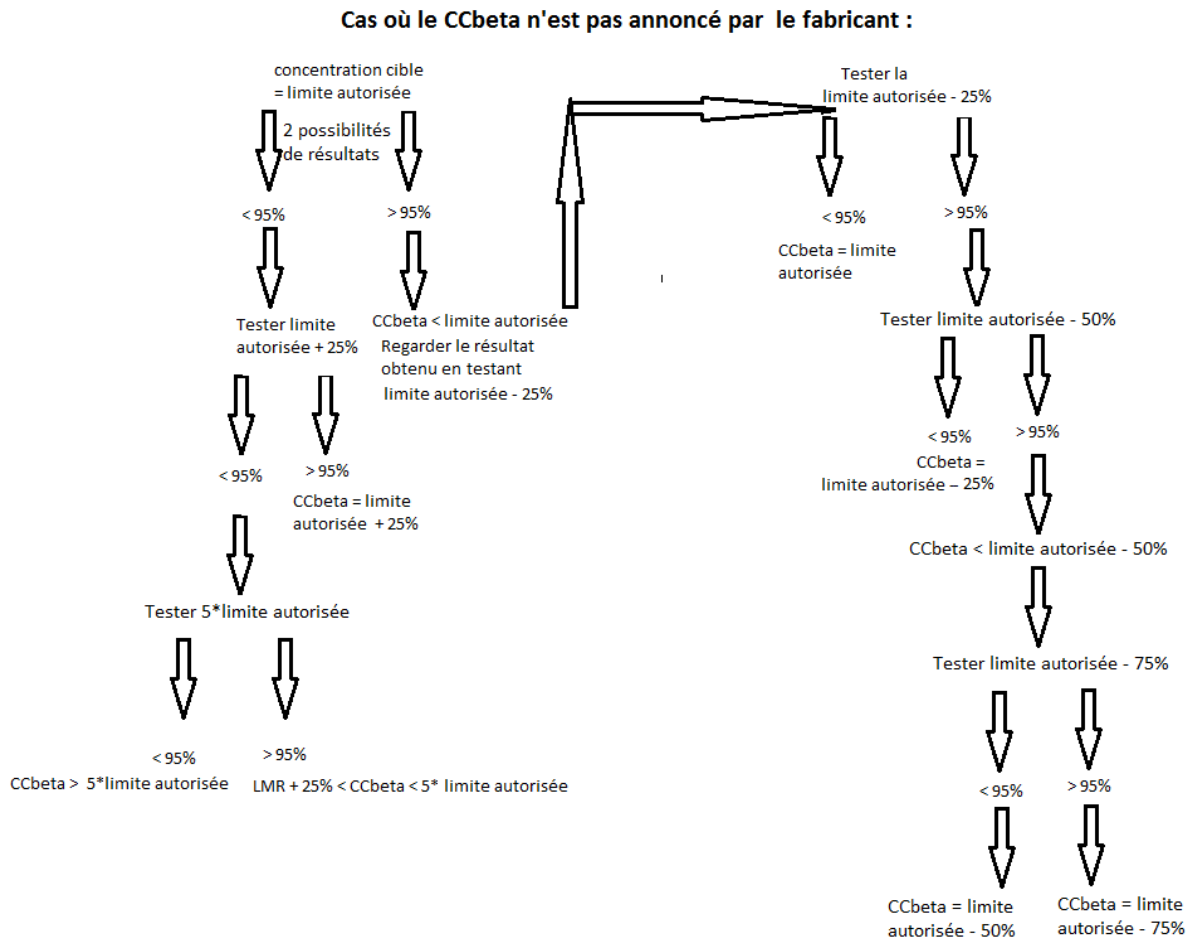 Cas où le CCbeta n'est pas annoncé par le fabricant :
concentration cible
= limite autorisée
2 possibilités
de résultats
< 95%
> 95%
Tester limite
autorisée + 25%
CCbeta < limite autorisée
Regarder le résultat
obtenu en testant
limite autorisée - 25%
< 95%
> 95%
CCbeta = limite
autorisée + 25%
Tester 5*limite autorisée
< 95%
> 95%
CCbeta > 5*limite autorisée
LMR + 25% < CCbeta < 5* limite autorisée
Tester la
limite autorisée - 25%
< 95%
> 95%
CCbeta = limite
autorisée
Tester limite autorisée - 50%
< 95%
> 95%
CCbeta =
limite autorisée – 25%
CCbeta < limite autorisée - 50%
Tester limite autorisée - 75%
< 95%
> 95%
CCbeta = limite
autorisée - 50%
CCbeta = limite
autorisée - 75%